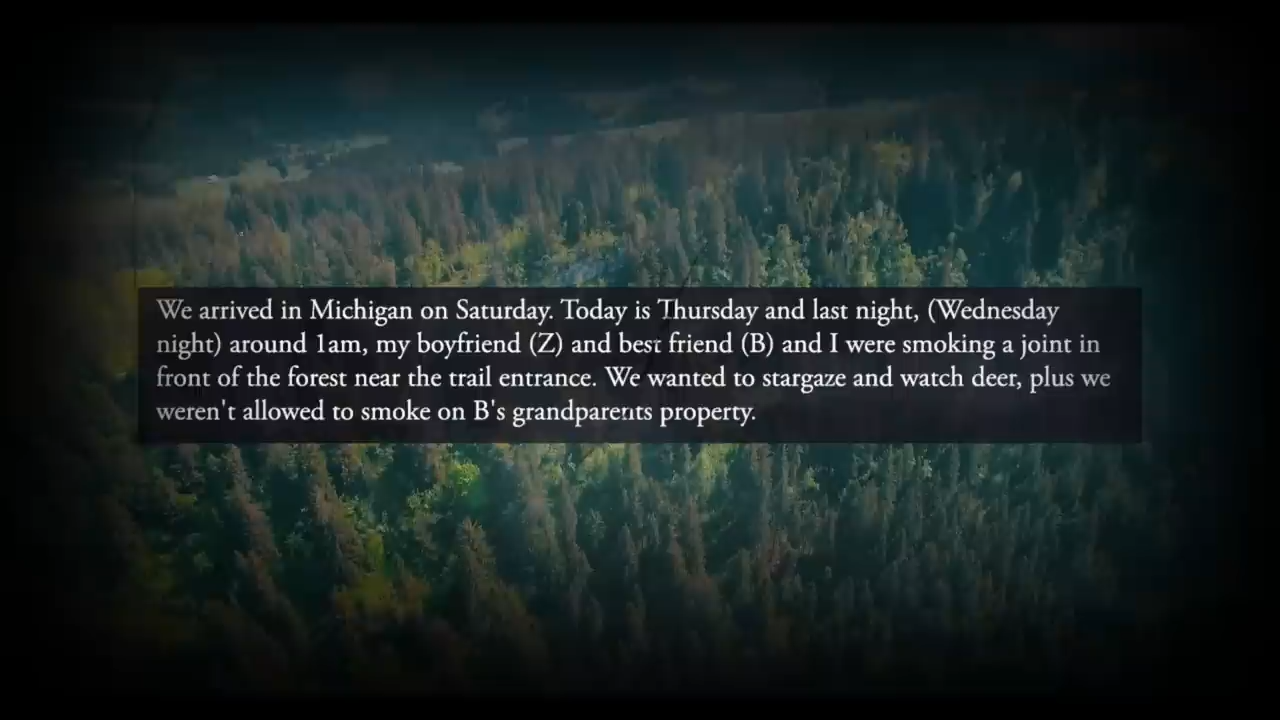 We arrived in Michigan on Saturday. Today is Thursday and last night, (Wednesday
night) around 1am, my boyfriend (Z) and best friend (B) and I were smoking a joint in
front of the forest near the trail entrance. We wanted to stargaze and watch deer, plus we
weren't allowed to smoke on B's grandparents property.